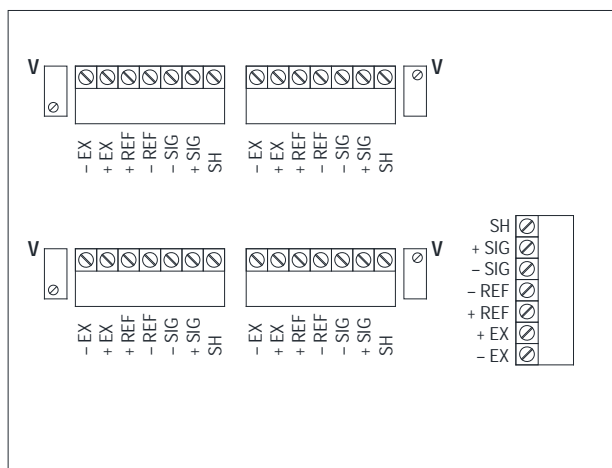 V
V
– EX
+ EX
+ REF
– REF
– SIG
+ SIG
SH
– EX
+ EX
+ REF
– REF
– SIG
+ SIG
SH
V
V
– EX
+ EX
+ REF
– REF
– SIG
+ SIG
SH
– EX
+ EX
+ REF
– REF
– SIG
+ SIG
SH
SH
+ SIG
– SIG
– REF
+ REF
+ EX
– EX